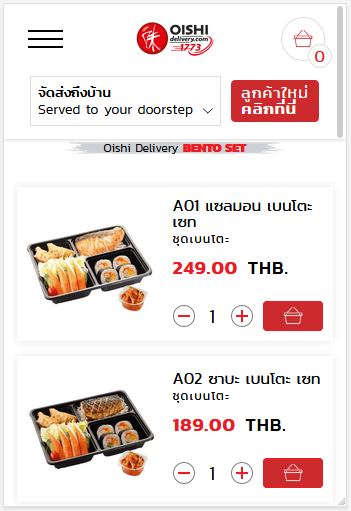 OISHI
delivery.com
1773
0
จัดส่งถึงบ้าน
Served to your doorstep
ลูกค้าใหม่
คลิกที่นี่
Oishi Delivery BENTO SET
A01 แซลมอน เบนโตะ
เซท
ชุดเบนโตะ
249.00 THB.
1
A02 ซาบะ เบนโตะ เซท
ชุดเบนโตะ
189.00 THB.
1